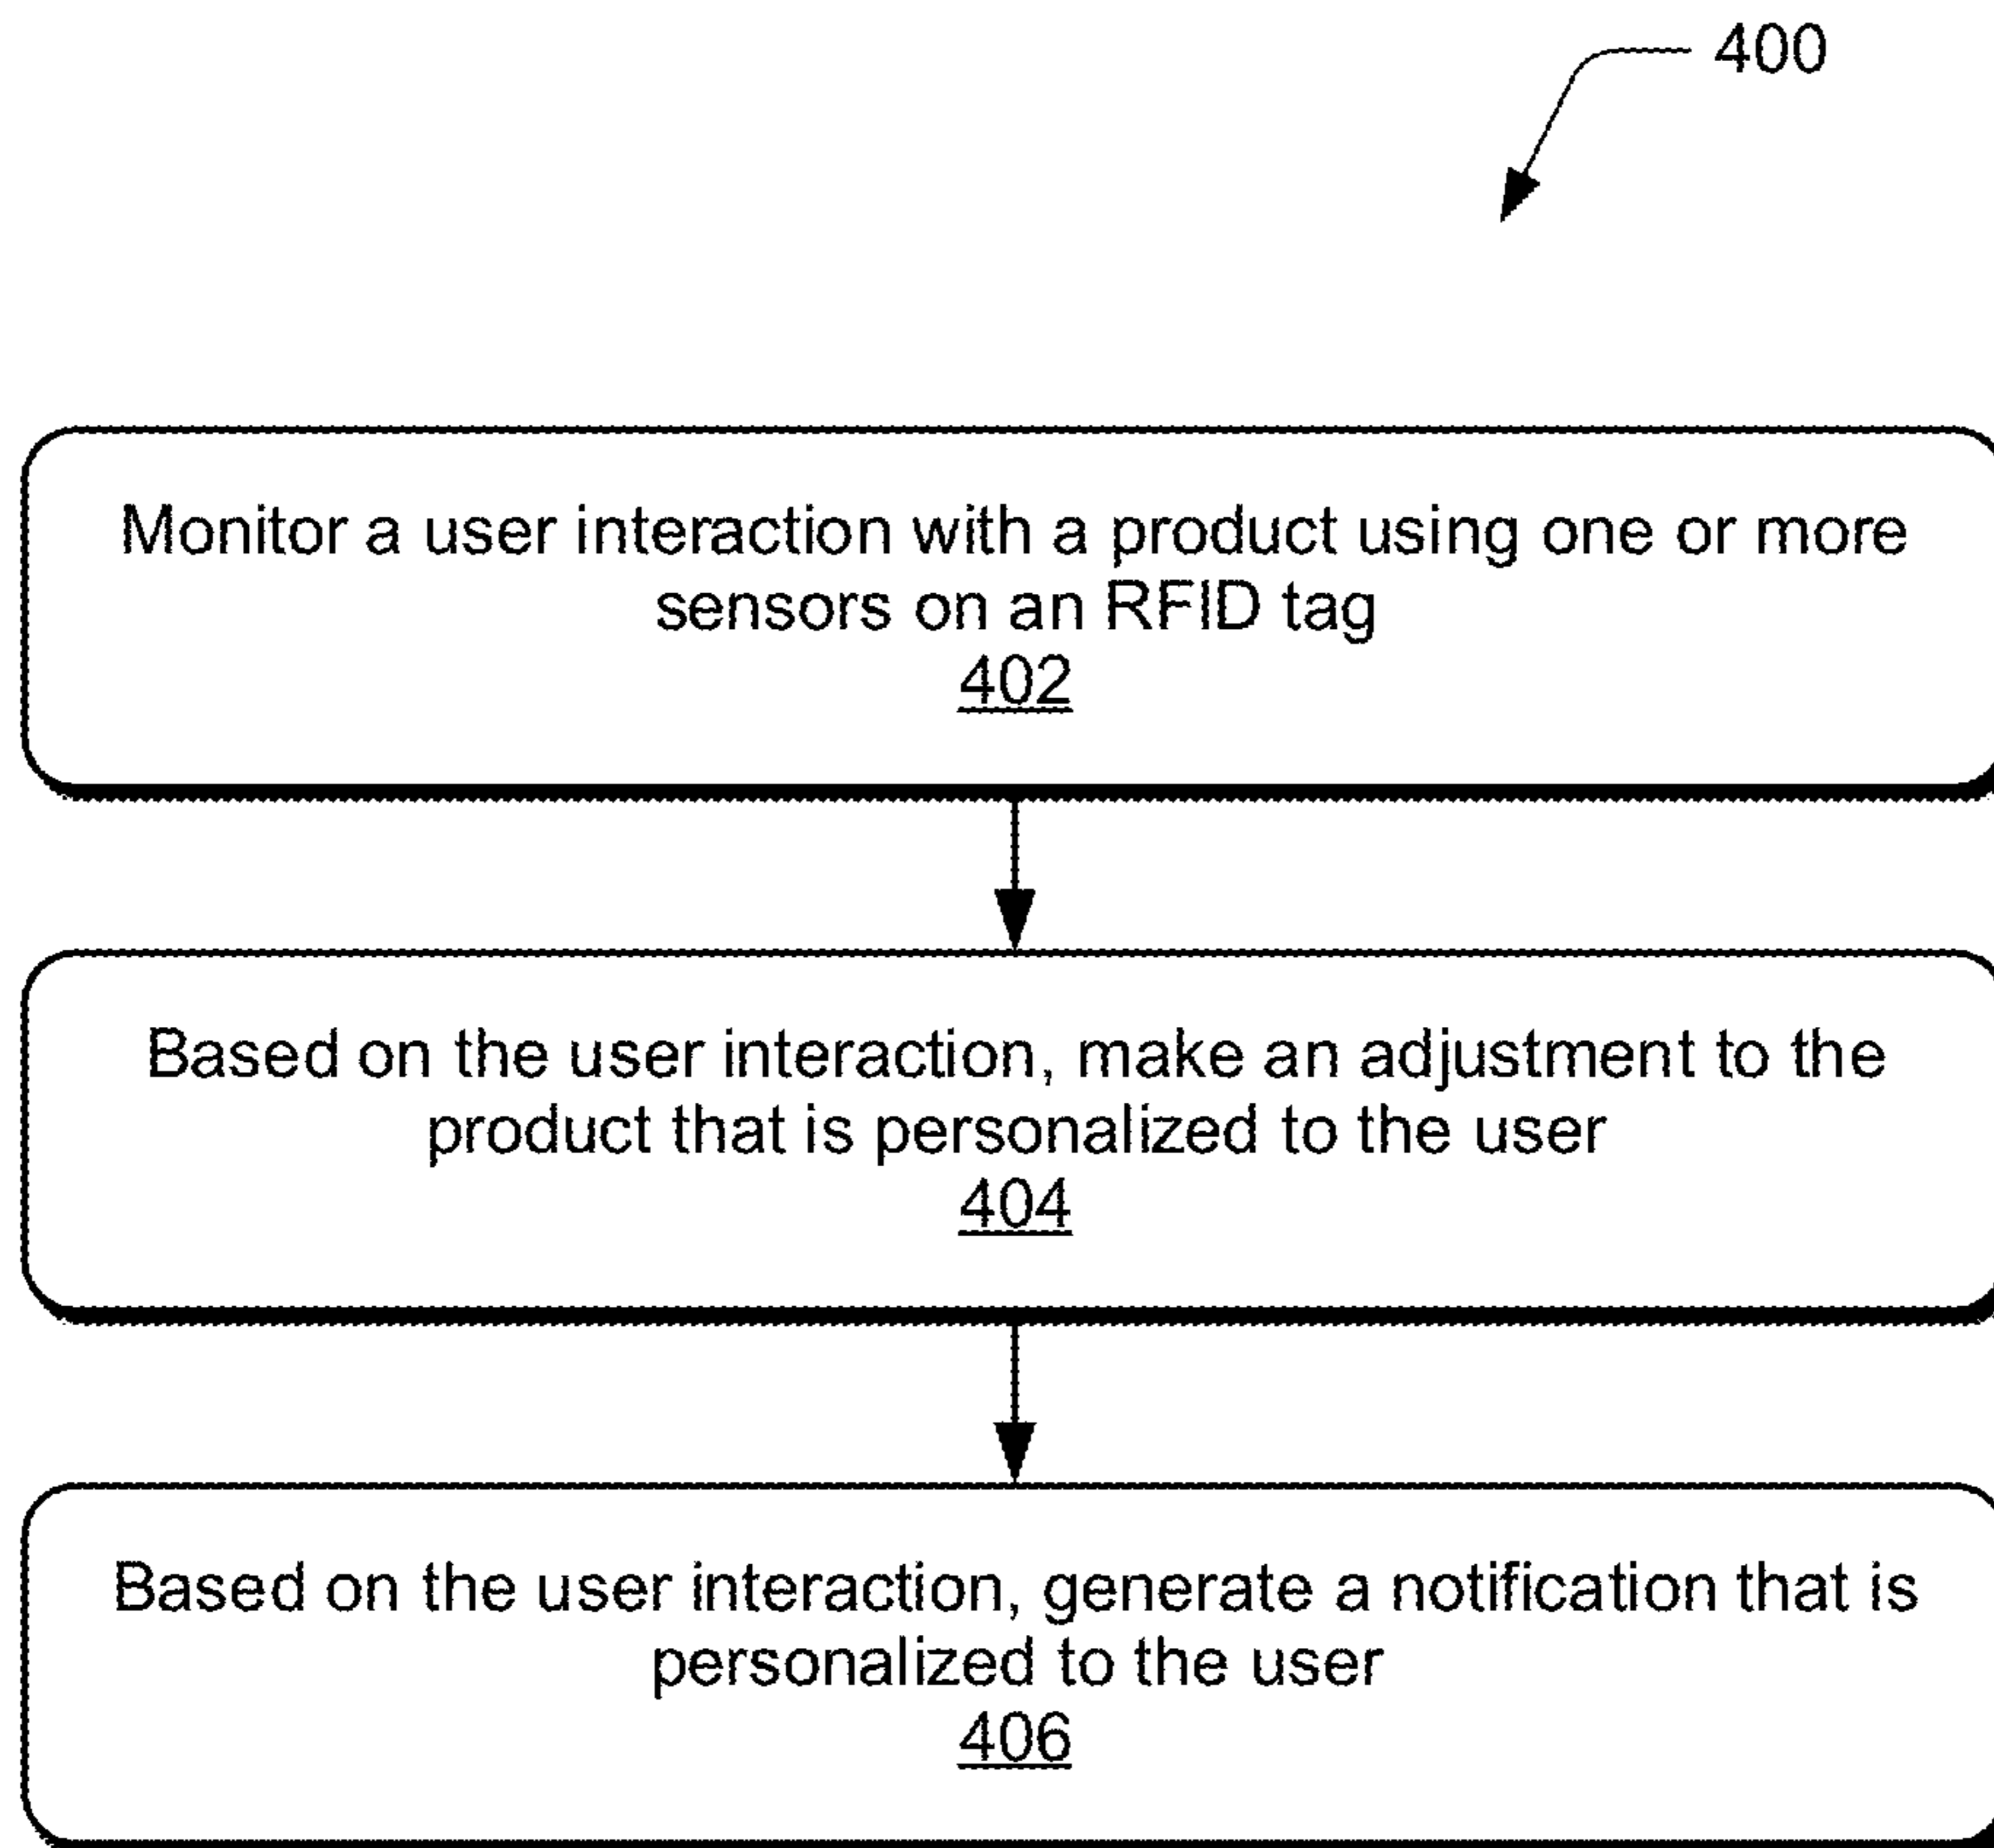 400
Monitor a user interaction with a product using one or more
sensors on an RFID tag
402
Based on the user interaction, make an adjustment to the
product that is personalized to the user
404
Based on the user interaction, generate a notification that is
personalized to the user
406